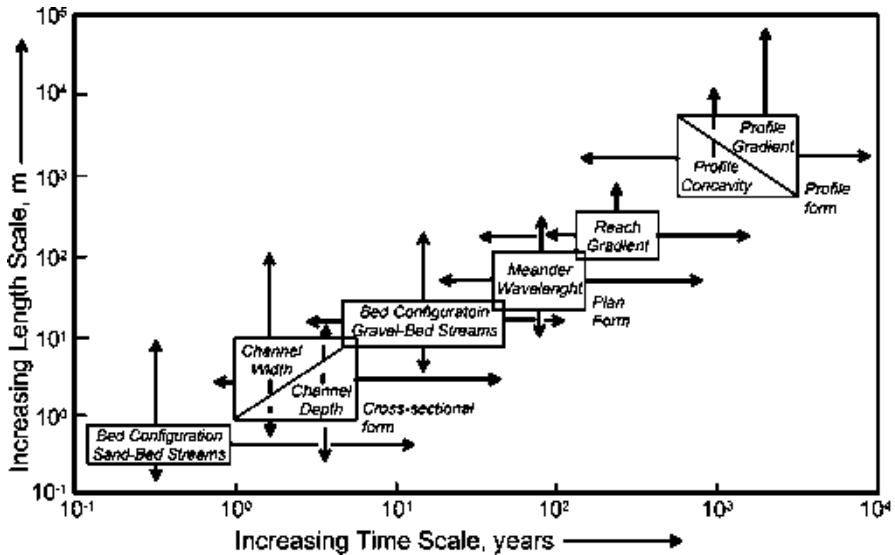 Increasing Length Scale, m
10⁵
10⁴
10³
10²
10¹
10⁰
10⁻¹
Profile
Gradient
Profile
Concavity
Profile
form
Reach
Gradient
Meander
Wavelenght
Plan
Form
Bed Configuratoin
Gravel-Bed Streams
Channel
Width
Channel
Depth
Cross-sectional
form
Bed Configuration
Sand-Bed Streams
10⁻¹
10⁰
10¹
10²
10³
10⁴
Increasing Time Scale, years